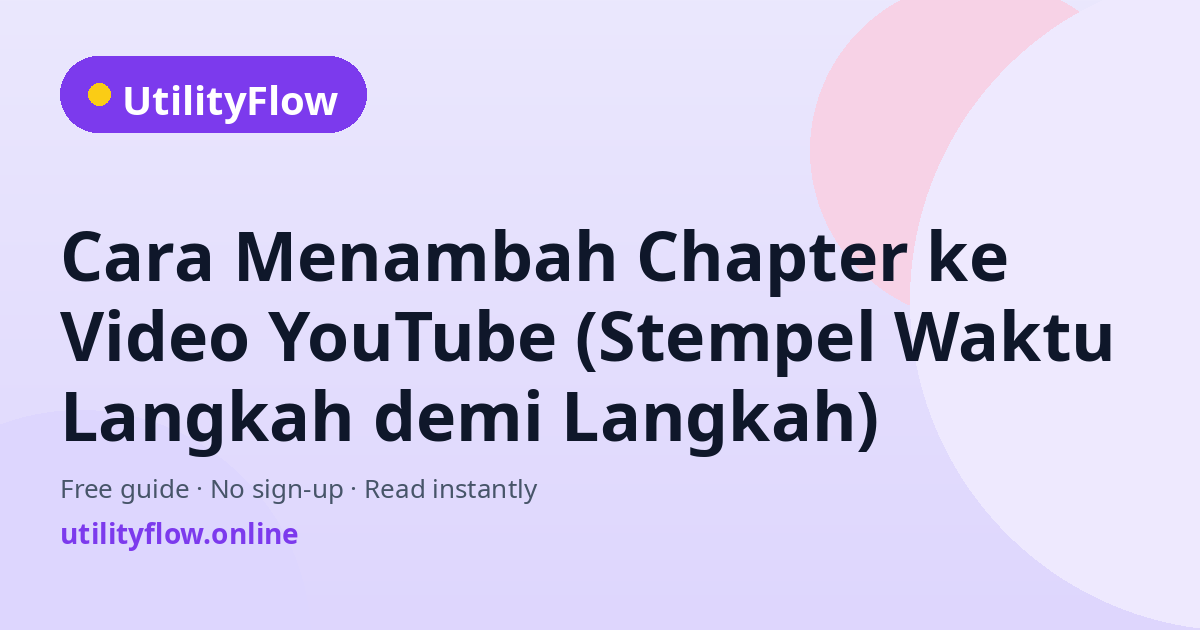 UtilityFlow
Cara Menambah Chapter ke
Video YouTube (Stempel Waktu
Langkah demi Langkah)
Free guide · No sign-up · Read instantly
utilityflow.online